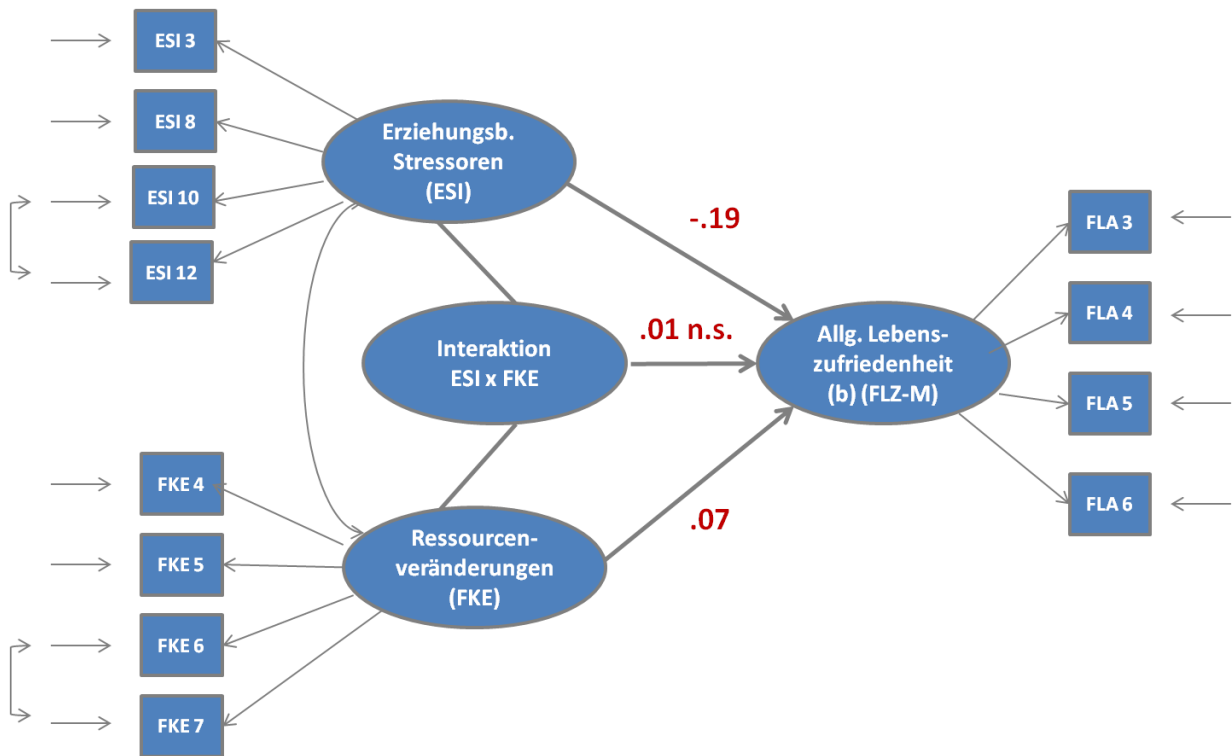 ESI 3
ESI 8
ESI 10
ESI 12
Erziehungsb.
Stressoren
(ESI)
-.19
Interaktion
ESI x FKE
.01 n.s.
Allg. Lebens-
zufriedenheit
(b) (FLZ-M)
FLA 3
FLA 4
FLA 5
FLA 6
FKE 4
FKE 5
FKE 6
FKE 7
Ressourcen-
veränderungen
(FKE)
.07